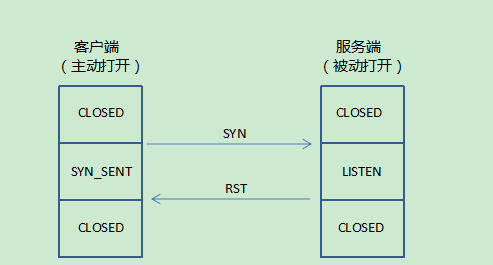 客户端
（主动打开）
服务端
（被动打开）
CLOSED
CLOSED
SYN
SYN_SENT
LISTEN
RST
CLOSED
CLOSED